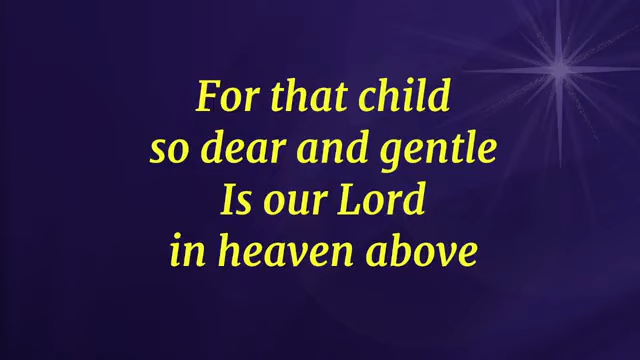 For that child
so dear and gentle
Is our Lord
in heaven above